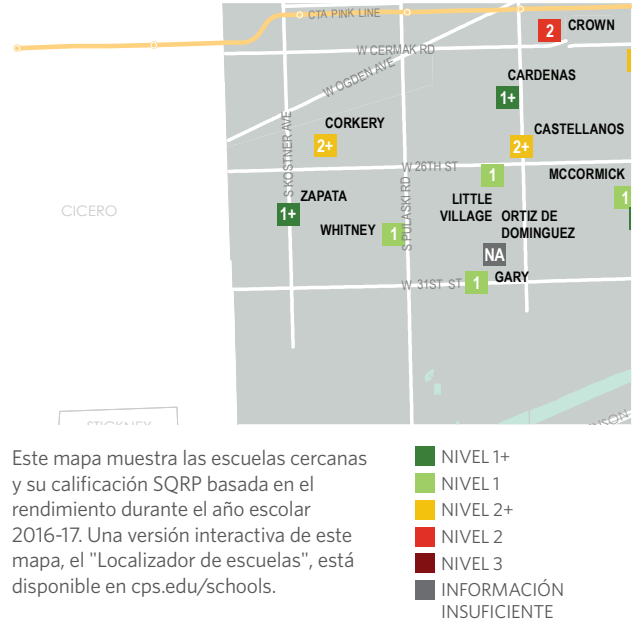 CTA PINK LINE
2 CROWN
W CERMAK RD
W OGDEN AVE
CARDENAS
1+
CORKERY
2+
CASTELLANOS
2+
S KOSTNER AVE
W 26TH ST
1
MCCORMICK
1
ZAPATA
1+
CICERO
WHITNEY 1
S PULASKI RD
LITTLE
VILLAGE
ORTIZ DE
DOMINGUEZ
NA
W 31ST ST
1 GARY
STICKNEY
Este mapa muestra las escuelas cercanas
y su calificación SQRP basada en el
rendimiento durante el año escolar
2016-17. Una versión interactiva de este
mapa, el "Localizador de escuelas", está
disponible en cps.edu/schools.
NIVEL 1+
NIVEL 1
NIVEL 2+
NIVEL 2
NIVEL 3
INFORMACIÓN
INSUFICIENTE